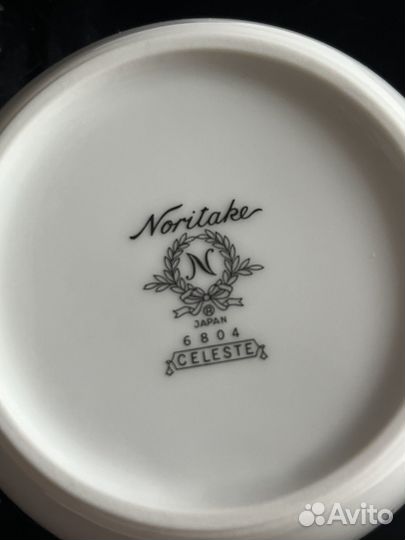 Noritake
N
®
JAPAN
6804
CELESTE
Avito